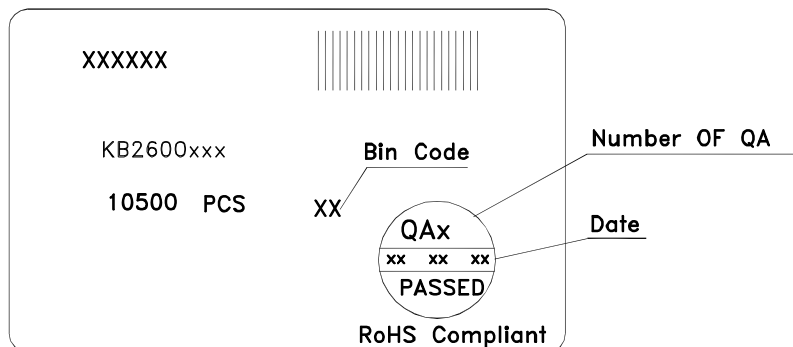 XXXXXX
KB2600xxx
Bin Code
Number OF QA
10500 PCS
XX
QAx
Date
xx xx xx
PASSED
RoHS Compliant